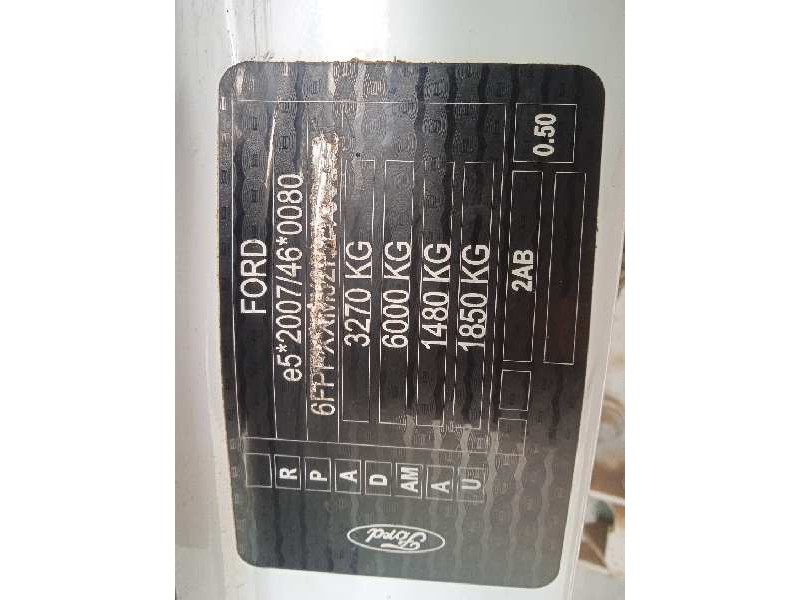 FORD
e5*2007/46*0080
3270 KG
6000 KG
1480 KG
1850 KG
2AB
0.50
R
P
A
D
AM
A
U
Ford